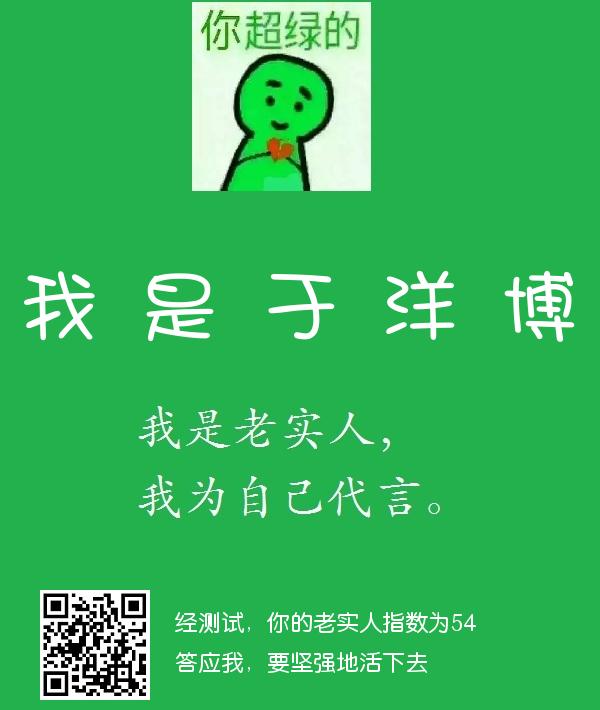 你超绿的
我是于洋博
我是老实人，
我为自己代言。
经测试，你的老实人指数为54
答应我，要坚强地活下去